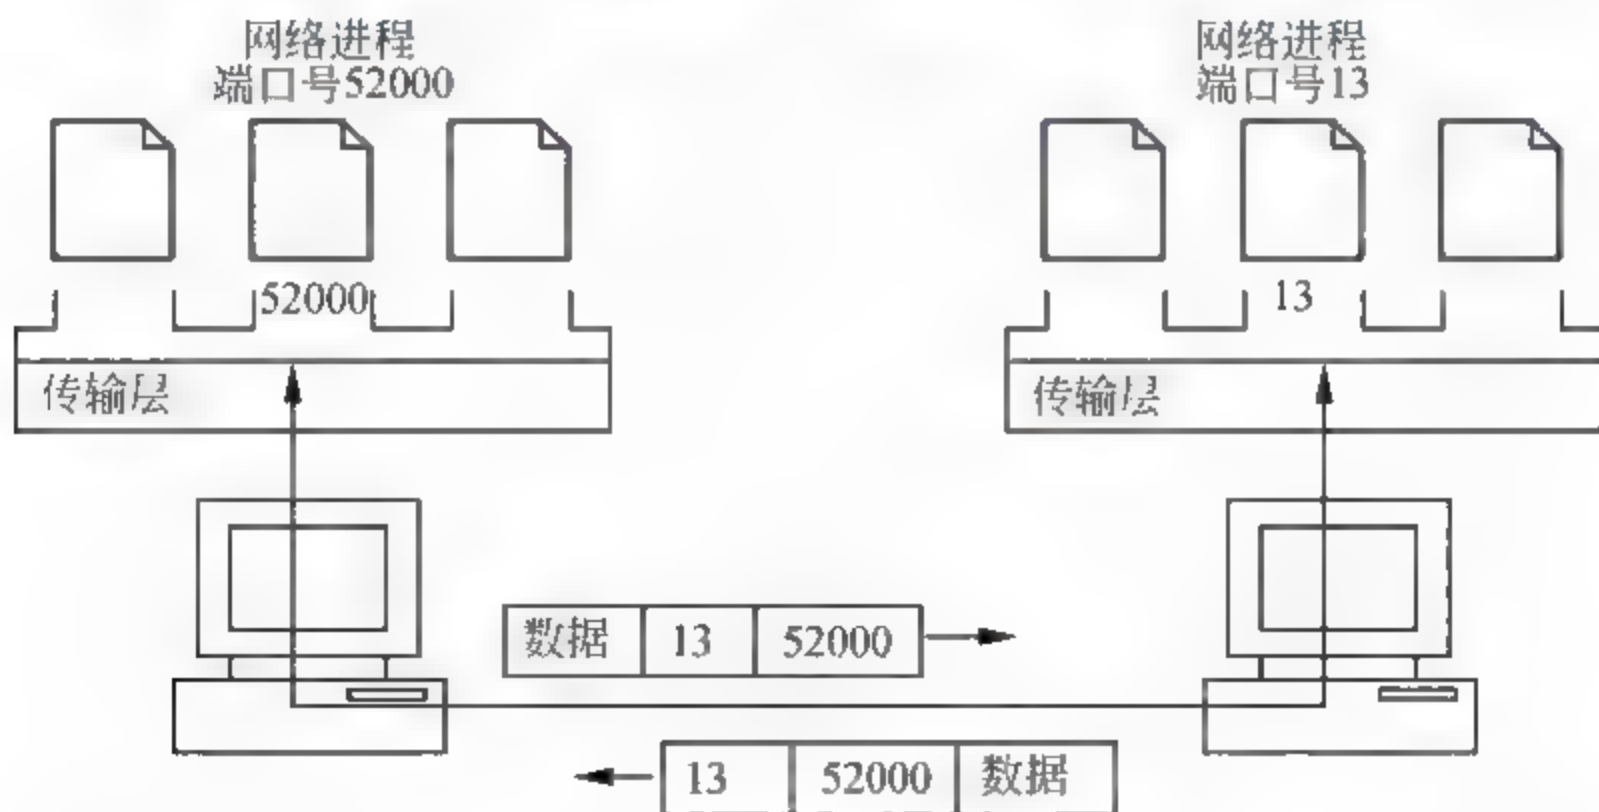 网络进程
端口号52000
网络进程
端口号13
52000
13
传输层
传输层
数据 13 52000
13 52000 数据